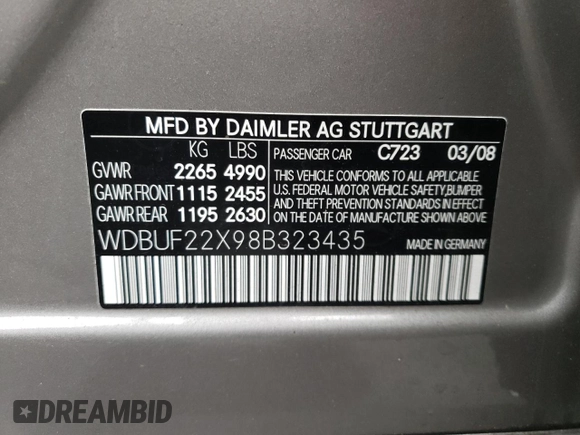 MFD BY DAIMLER AG STUTTGART
KG LBS PASSENGER CAR C723 03/08
GVWR 2265 4990 THIS VEHICLE CONFORMS TO ALL APPLICABLE
GAWR FRONT 1115 2455 U.S. FEDERAL MOTOR VEHICLE SAFETY, BUMPER
GAWR REAR 1195 2630 AND THEFT PREVENTION STANDARDS IN EFFECT
ON THE DATE OF MANUFACTURE SHOWN ABOVE.
WDBUF22X98B323435 MADE IN GERMANY
DREAMBID